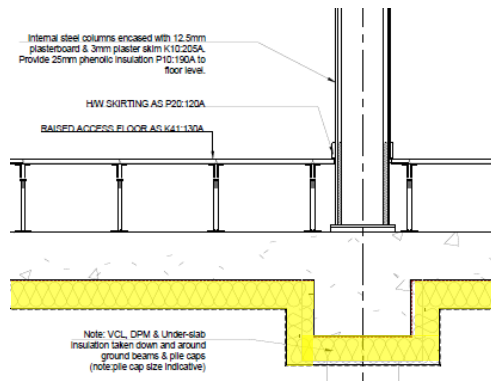 Internal steel columns encased with 12.5mm
plasterboard & 3mm plaster skim K10:205A.
Provide 25mm phenolic insulation P10:190A to
floor level.
H/W SKIRTING AS P20:120A
RAISED ACCESS FLOOR AS K41:130A
Note: VCL, DPM & Under-slab
insulation taken down and around
ground beams & pile caps
(note:pile cap size indicative)